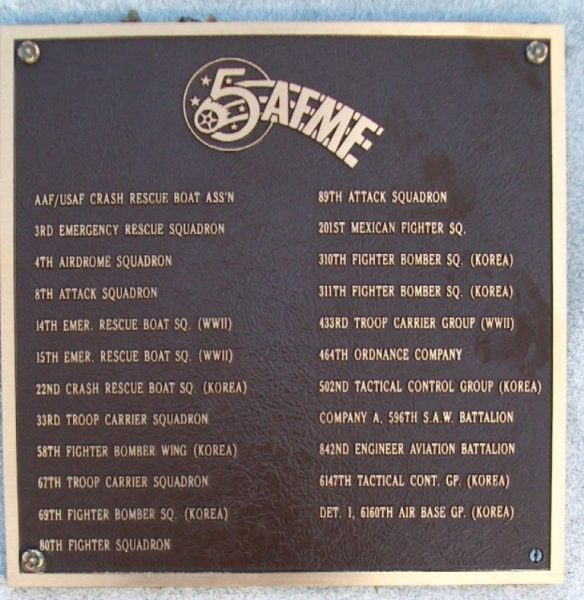 5 AFME
AAF/USAF CRASH RESCUE BOAT ASS'N
3RD EMERGENCY RESCUE SQUADRON
4TH AIRDROME SQUADRON
8TH ATTACK SQUADRON
14TH EMER. RESCUE BOAT SQ. (WWII)
15TH EMER. RESCUE BOAT SQ. (WWII)
22ND CRASH RESCUE BOAT SQ. (KOREA)
33RD TROOP CARRIER SQUADRON
58TH FIGHTER BOMBER WING (KOREA)
67TH TROOP CARRIER SQUADRON
69TH FIGHTER BOMBER SQ. (KOREA)
80TH FIGHTER SQUADRON
89TH ATTACK SQUADRON
201ST MEXICAN FIGHTER SQ.
310TH FIGHTER BOMBER SQ. (KOREA)
311TH FIGHTER BOMBER SQ. (KOREA)
433RD TROOP CARRIER GROUP (WWII)
464TH ORDNANCE COMPANY
502ND TACTICAL CONTROL GROUP (KOREA)
COMPANY A, 596TH S.A.W. BATTALION
842ND ENGINEER AVIATION BATTALION
6147TH TACTICAL CONT. GP. (KOREA)
DET. 1, 6160TH AIR BASE GP. (KOREA)